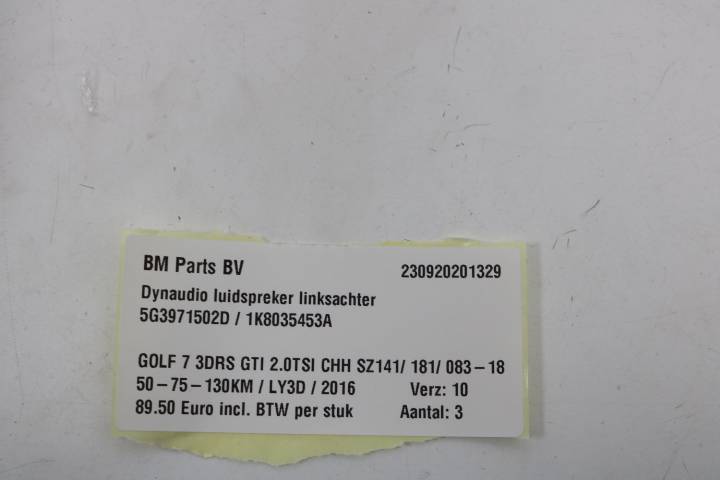 BM Parts BV 230920201329
Dynaudio luidspreker linksachter
5G3971502D / 1K8035453A
GOLF 7 3DRS GTI 2.0TSI CHH SZ141/ 181/ 083 – 18
50 – 75 – 130KM / LY3D / 2016 Verz: 10
89.50 Euro incl. BTW per stuk Aantal: 3